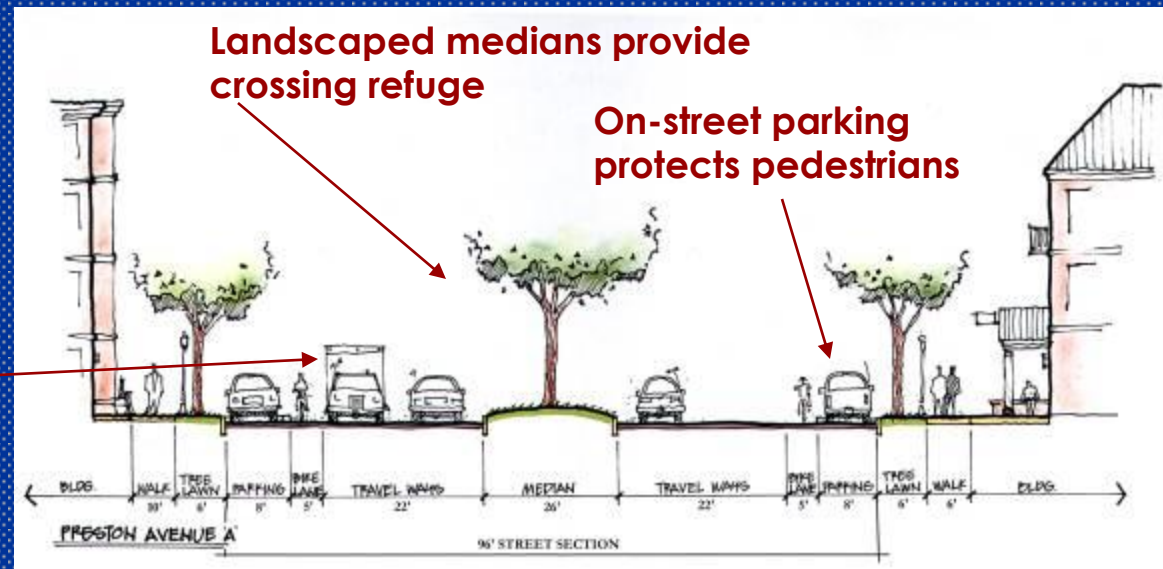 Landscaped medians provide
crossing refuge
On-street parking
protects pedestrians
BLDG. WALK TREE LAWN PARKING BIKE LANE TRAVEL WAYS MEDIAN TRAVEL WAYS BIKE LANE PARKING TREE LAWN WALK BLDG.
10' 6' 8' 5' 22' 26' 22' 5' 8' 6' 6'
PRESTON AVENUE 'A'
96' STREET SECTION